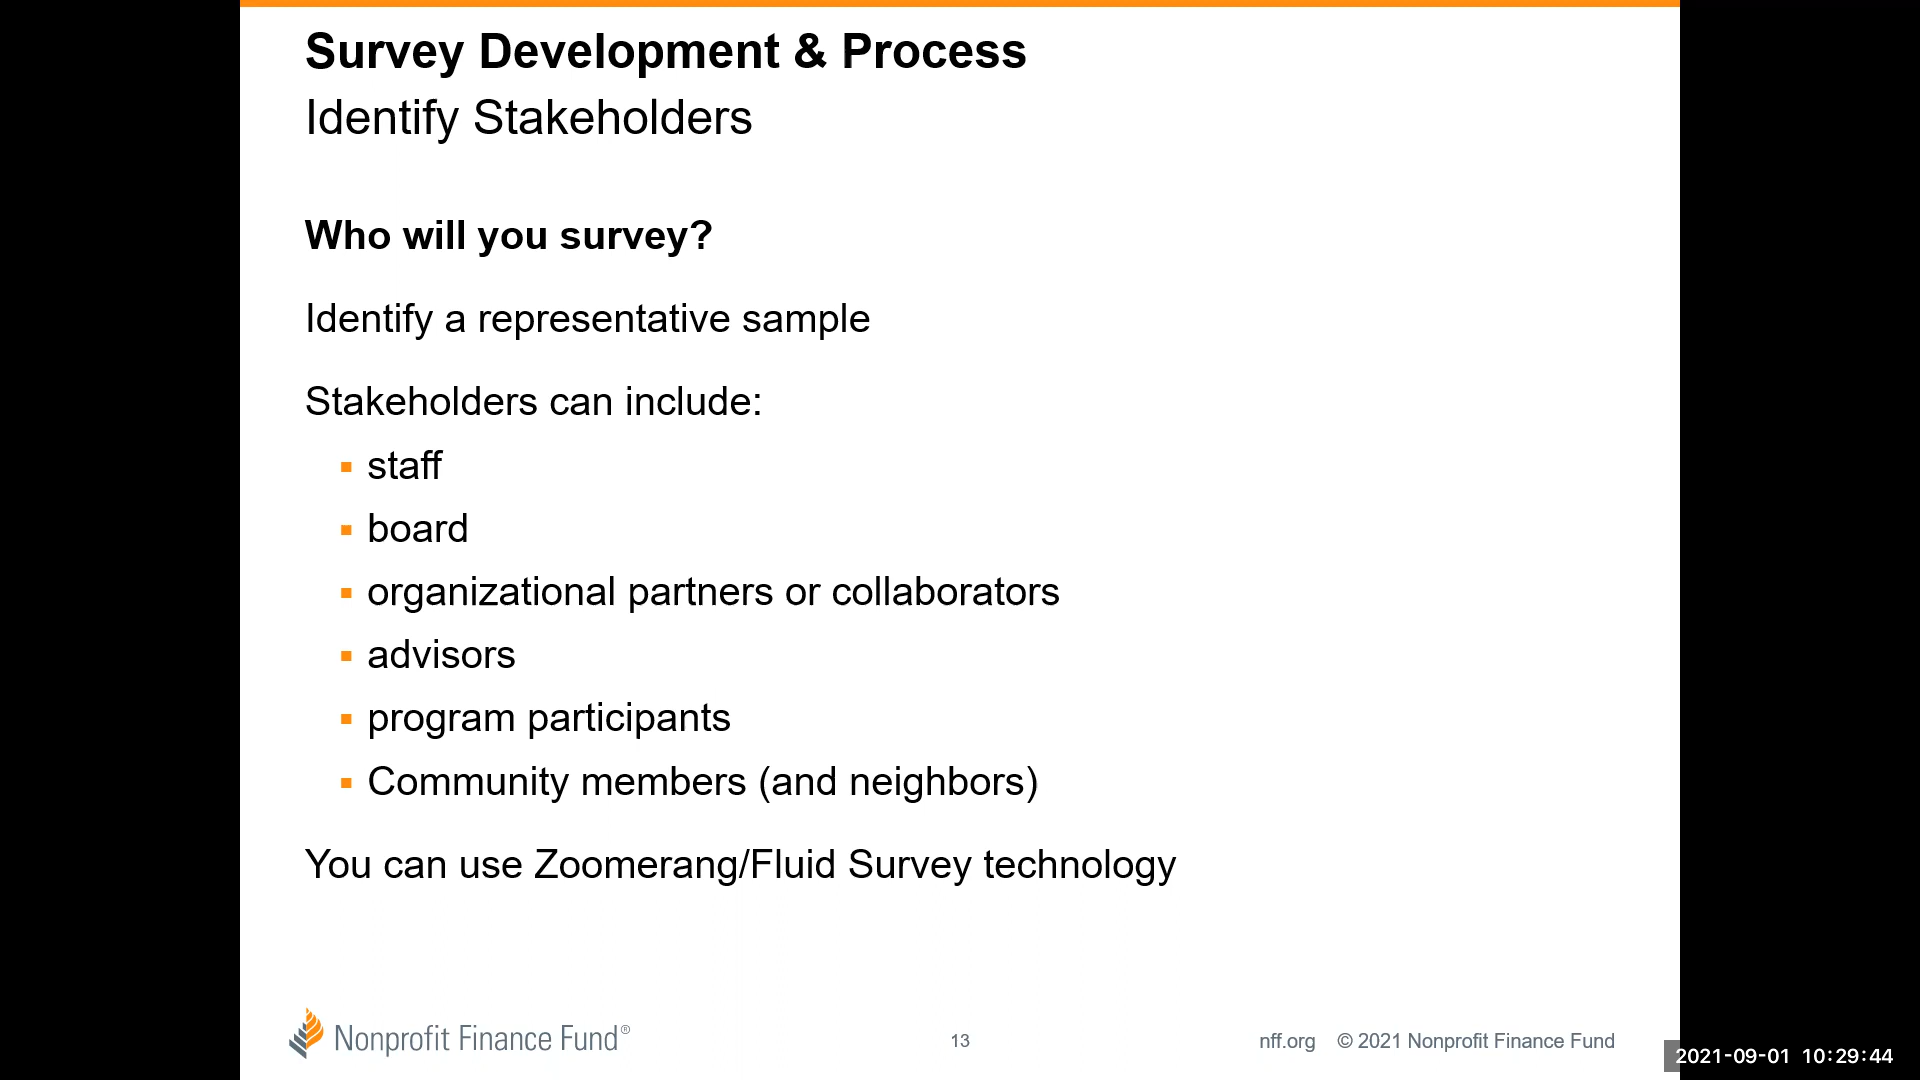 Survey Development & Process
Identify Stakeholders
Who will you survey?
Identify a representative sample
Stakeholders can include:
▪ staff
▪ board
▪ organizational partners or collaborators
▪ advisors
▪ program participants
▪ Community members (and neighbors)
You can use Zoomerang/Fluid Survey technology
Nonprofit Finance Fund®
13
nff.org © 2021 Nonprofit Finance Fund
2021-09-01 10:29:44